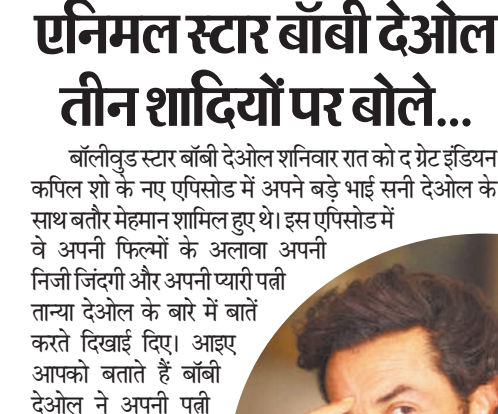 एनिमल स्टार बॉबी देओल
तीन शादियों पर बोले...
बॉलीवुड स्टार बॉबी देओल शनिवार रात को द ग्रेट इंडियन
कपिल शो के नए एपिसोड में अपने बड़े भाई सनी देओल के
साथ बतौर मेहमान शामिल हुए थे। इस एपिसोड में
वे अपनी फिल्मों के अलावा अपनी
निजी जिंदगी और अपनी प्यारी पत्नी
तान्या देओल के बारे में बातें
करते दिखाई दिए। आइए
आपको बताते हैं बॉबी
देओल ने अपनी पत्नी